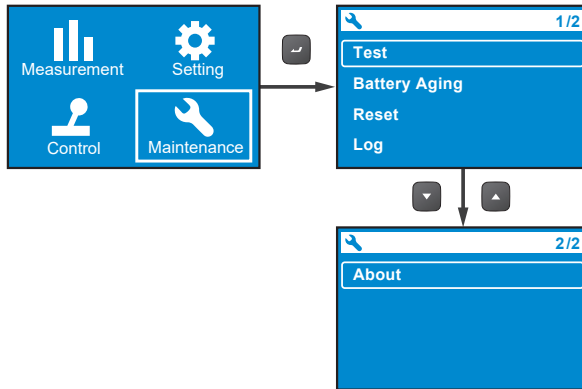 Measurement
Setting
Control
Maintenance
1/2
Test
Battery Aging
Reset
Log
2/2
About